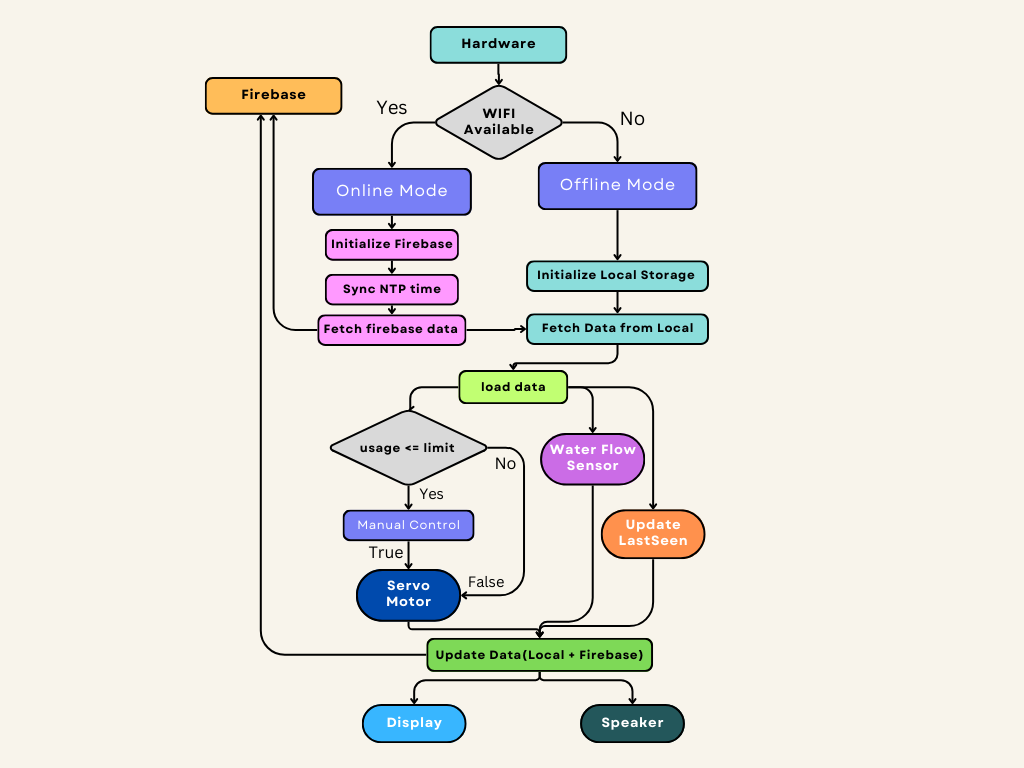 Hardware
Firebase
Yes
WIFI
Available
No
Online Mode
Offline Mode
Initialize Firebase
Initialize Local Storage
Sync NTP time
Fetch firebase data
Fetch Data from Local
load data
usage <= limit
No
Water Flow
Sensor
Yes
Manual Control
Update
LastSeen
True
Servo
Motor
False
Update Data(Local + Firebase)
Display
Speaker